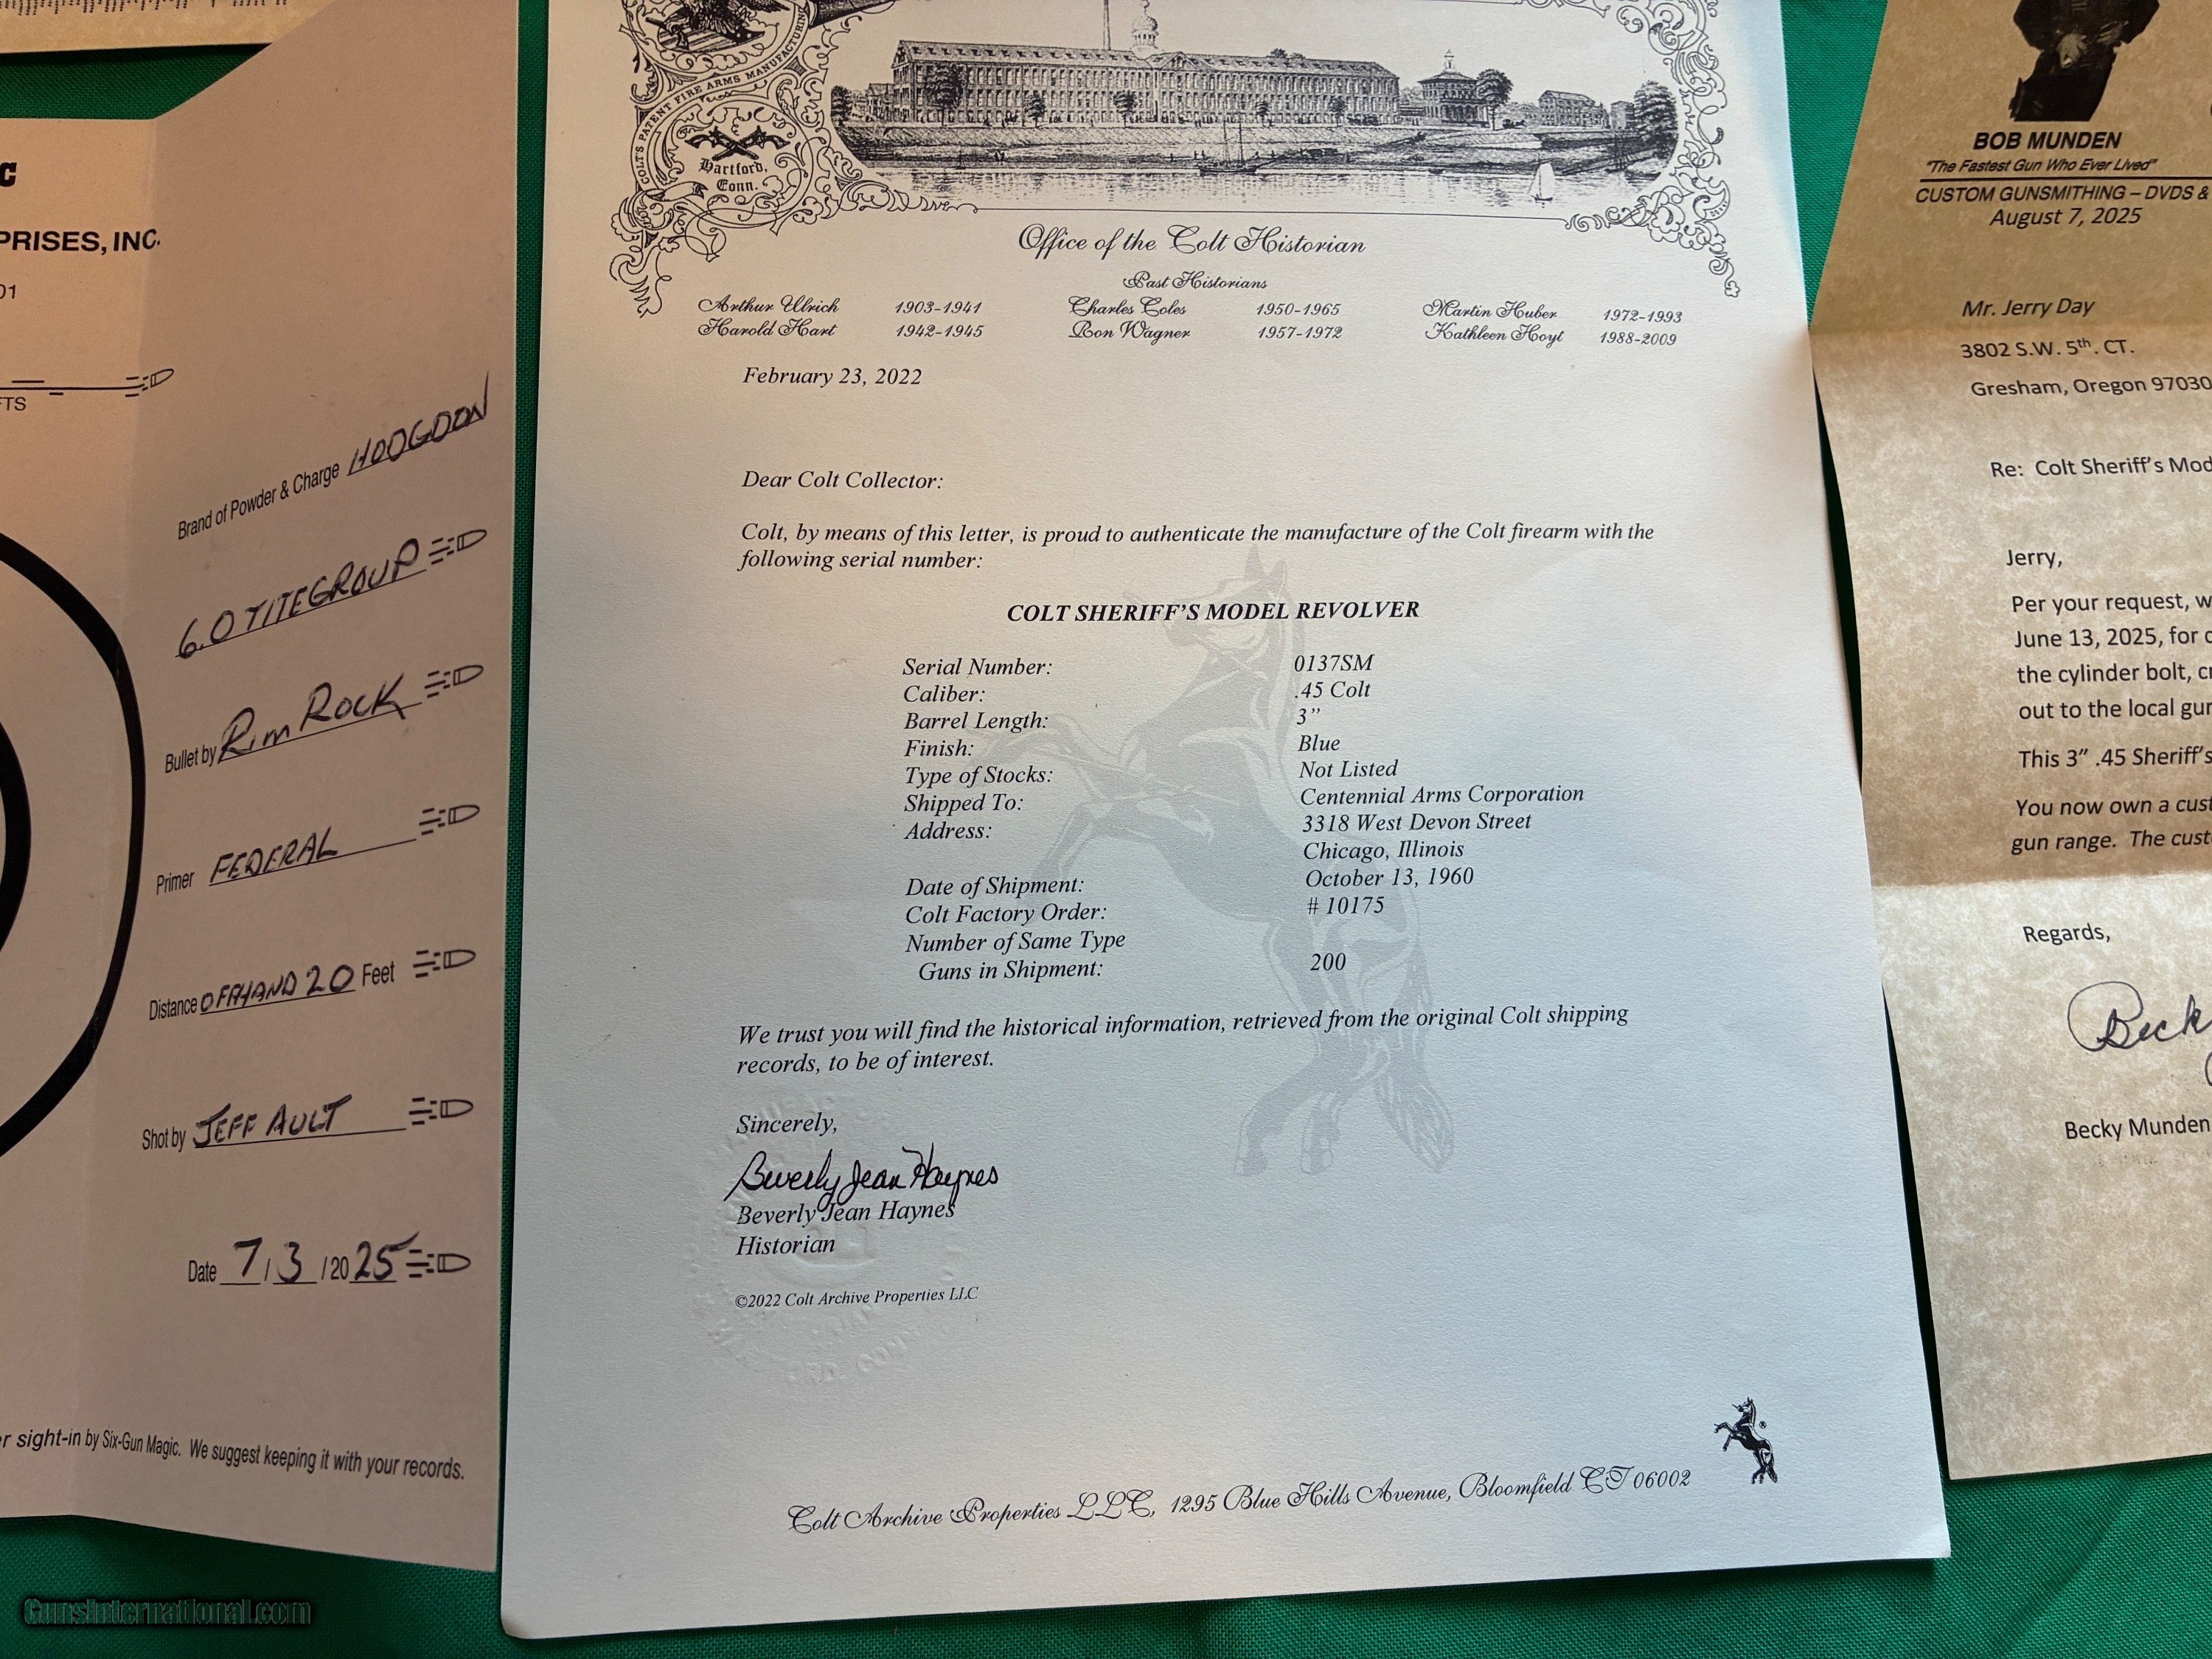 C
PRISES, INC.
01
FTS
Brand of Powder & Charge HODGDON
6.0 TITEGROUP
Bullet by Rim Rock
Primer FEDERAL
Distance OFFHAND 20 Feet
Shot by JEFF AULT
Date 7/3/2025
r sight-in by Six-Gun Magic. We suggest keeping it with your records.
COLT'S PATENT FIRE ARMS MANUFACTURING
Hartford,
Conn.
Office of the Colt Historian
Past Historians
Arthur Ulrich 1903-1941 Charles Coles 1950-1965 Martin Huber 1972-1993
Harold Hart 1942-1945 Ron Wagner 1957-1972 Kathleen Hoyt 1988-2009
February 23, 2022
Dear Colt Collector:
Colt, by means of this letter, is proud to authenticate the manufacture of the Colt firearm with the
following serial number:
COLT SHERIFF'S MODEL REVOLVER
Serial Number: 0137SM
Caliber: .45 Colt
Barrel Length: 3”
Finish: Blue
Type of Stocks: Not Listed
Shipped To: Centennial Arms Corporation
Address: 3318 West Devon Street
Chicago, Illinois
Date of Shipment: October 13, 1960
Colt Factory Order: # 10175
Number of Same Type
Guns in Shipment: 200
We trust you will find the historical information, retrieved from the original Colt shipping
records, to be of interest.
Sincerely,
Beverly Jean Haynes
Beverly Jean Haynes
Historian
©2022 Colt Archive Properties LLC
Colt Archive Properties LLC, 1295 Blue Hills Avenue, Bloomfield CT 06002
BOB MUNDEN
"The Fastest Gun Who Ever Lived"
CUSTOM GUNSMITHING – DVDS &
August 7, 2025
Mr. Jerry Day
3802 S.W. 5th. CT.
Gresham, Oregon 97030
Re: Colt Sheriff's Mod
Jerry,
Per your request, w
June 13, 2025, for c
the cylinder bolt, cr
out to the local gun
This 3” .45 Sheriff's
You now own a cust
gun range. The cust
Regards,
Beck
Becky Munden
GunsInternational.com